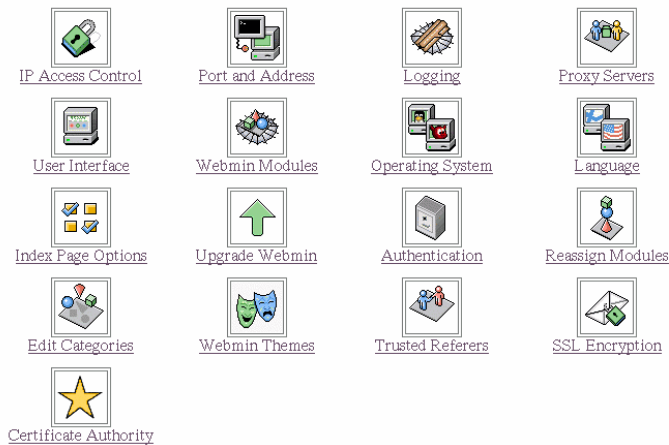 IP Access Control
Port and Address
Logging
Proxy Servers
User Interface
Webmin Modules
Operating System
Language
Index Page Options
Upgrade Webmin
Authentication
Reassign Modules
Edit Categories
Webmin Themes
Trusted Referers
SSL Encryption
Certificate Authority